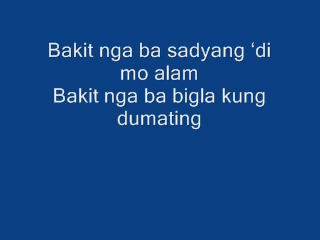 Bakit nga ba sadyang ‘di
mo alam
Bakit nga ba bigla kung
dumating